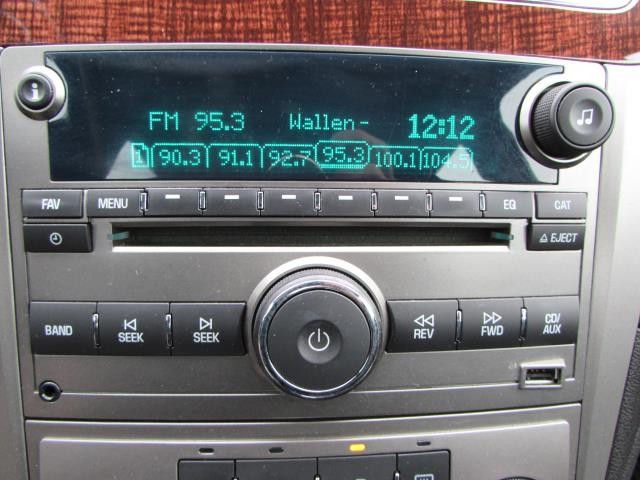 i
FM 95.3 Wallen- 12:12
1 90.3 91.1 92.7 95.3 100.1 104.5
FAV MENU EQ CAT
EJECT
BAND SEEK SEEK REV FWD CD/
AUX